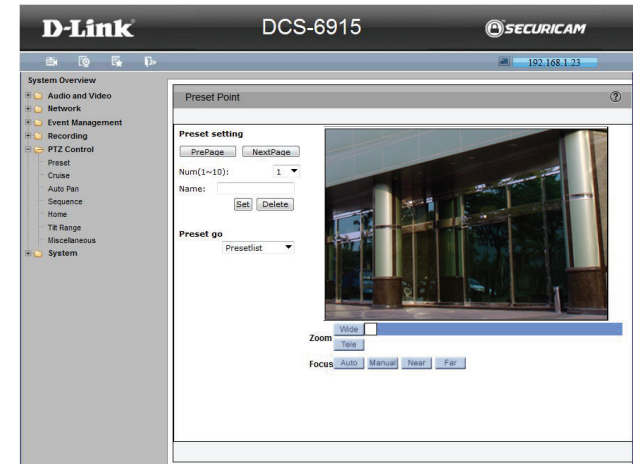 D-Link
DCS-6915
SECURICAM
192.168.1.23
System Overview
Audio and Video
Network
Event Management
Recording
PTZ Control
Preset
Cruise
Auto Pan
Sequence
Home
Tilt Range
Miscellaneous
System
Preset Point
?
Preset setting
PrePage NextPage
Num(1~10): 1
Name:
Set Delete
Preset go
Presetlist
Zoom Wide
Tele
Focus Auto Manual Near Far